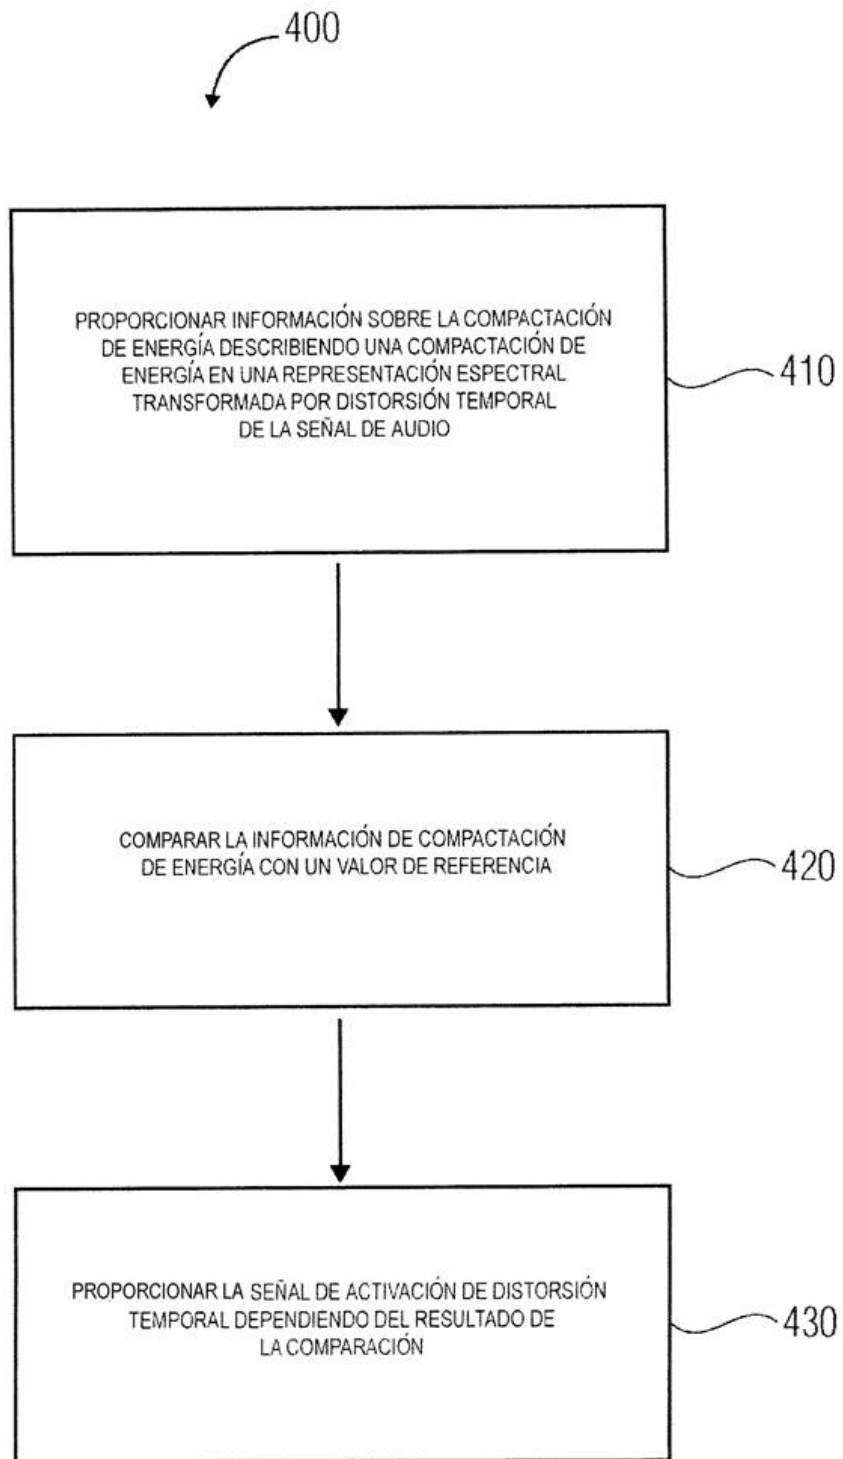 400
PROPORCIONAR INFORMACIÓN SOBRE LA COMPACTACIÓN
DE ENERGÍA DESCRIBIENDO UNA COMPACTACIÓN DE
ENERGÍA EN UNA REPRESENTACIÓN ESPECTRAL
TRANSFORMADA POR DISTORSIÓN TEMPORAL
DE LA SEÑAL DE AUDIO
410
COMPARAR LA INFORMACIÓN DE COMPACTACIÓN
DE ENERGÍA CON UN VALOR DE REFERENCIA
420
PROPORCIONAR LA SEÑAL DE ACTIVACIÓN DE DISTORSIÓN
TEMPORAL DEPENDIENDO DEL RESULTADO DE
LA COMPARACIÓN
430